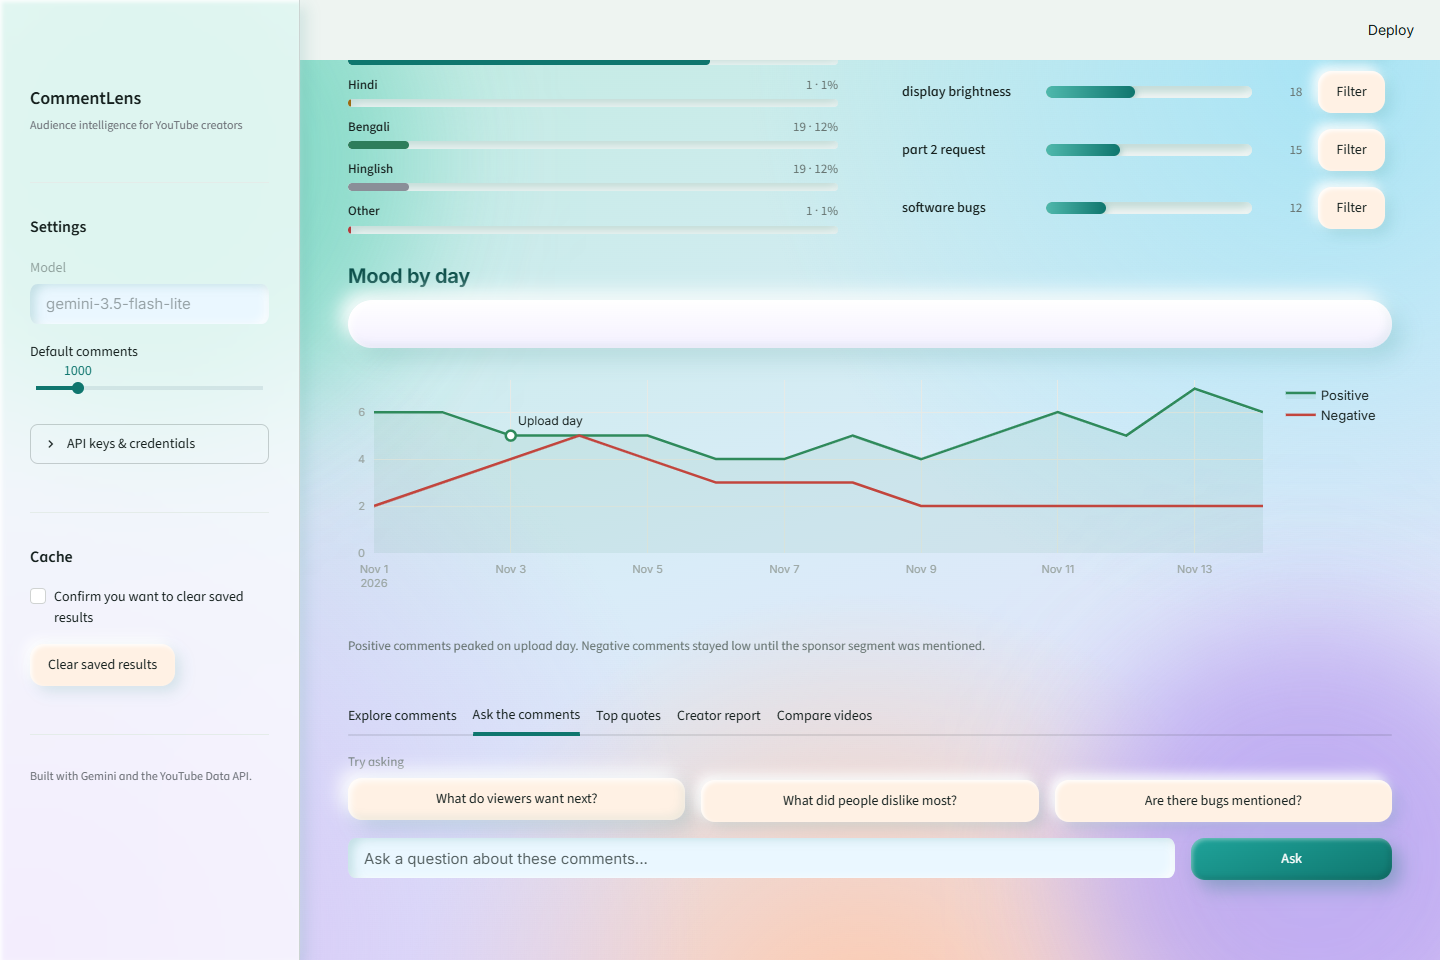 Deploy
CommentLens
Audience intelligence for YouTube creators
Settings
Model
gemini-3.5-flash-lite
Default comments
1000
API keys & credentials
Cache
Confirm you want to clear saved
results
Clear saved results
Built with Gemini and the YouTube Data API.
Hindi 1 · 1%
Bengali 19 · 12%
Hinglish 19 · 12%
Other 1 · 1%
display brightness 18 Filter
part 2 request 15 Filter
software bugs 12 Filter
Mood by day
Upload day
Positive
Negative
6
4
2
0
Nov 1 Nov 3 Nov 5 Nov 7 Nov 9 Nov 11 Nov 13
2026
Positive comments peaked on upload day. Negative comments stayed low until the sponsor segment was mentioned.
Explore comments Ask the comments Top quotes Creator report Compare videos
Try asking
What do viewers want next? What did people dislike most? Are there bugs mentioned?
Ask a question about these comments... Ask